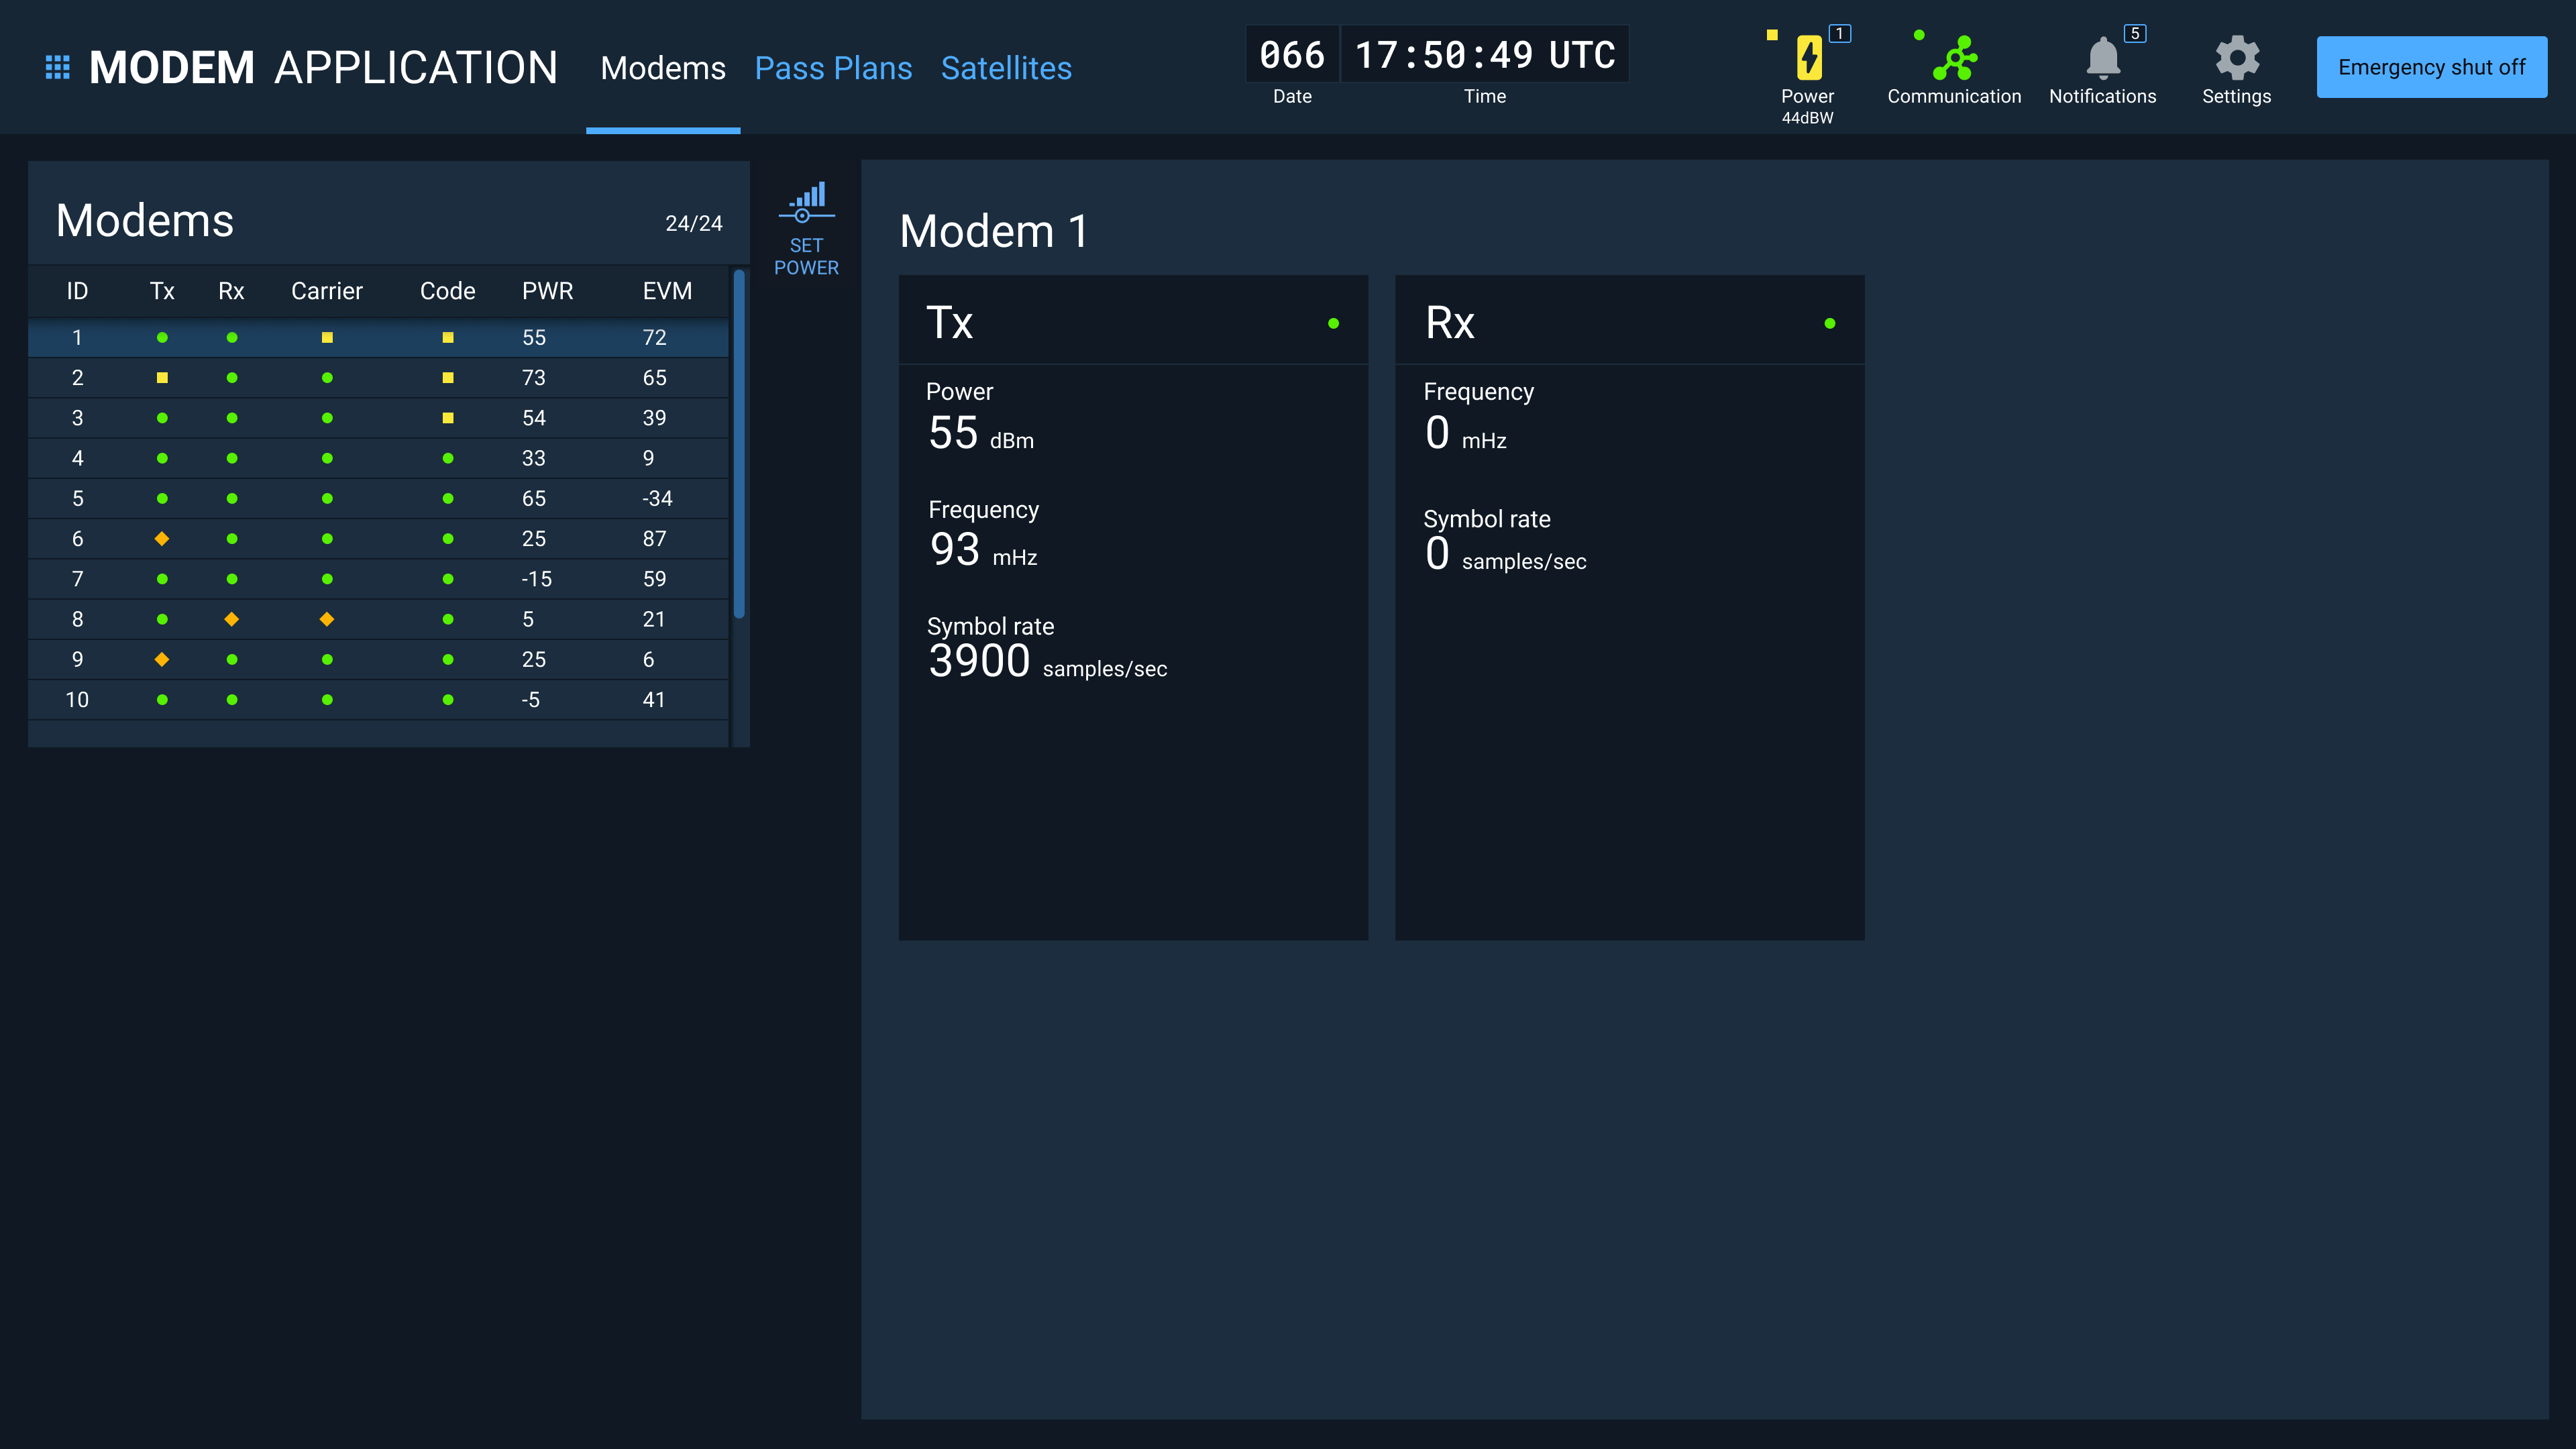 MODEM APPLICATION
Modems Pass Plans Satellites
066 17:50:49 UTC
Date Time
1
Power
44dBW
Communication
5
Notifications
Settings
Emergency shut off
Modems 24/24
ID Tx Rx Carrier Code PWR EVM
1 55 72
2 73 65
3 54 39
4 33 9
5 65 -34
6 25 87
7 -15 59
8 5 21
9 25 6
10 -5 41
SET
POWER
Modem 1
Tx
Power
55 dBm
Frequency
93 mHz
Symbol rate
3900 samples/sec
Rx
Frequency
0 mHz
Symbol rate
0 samples/sec